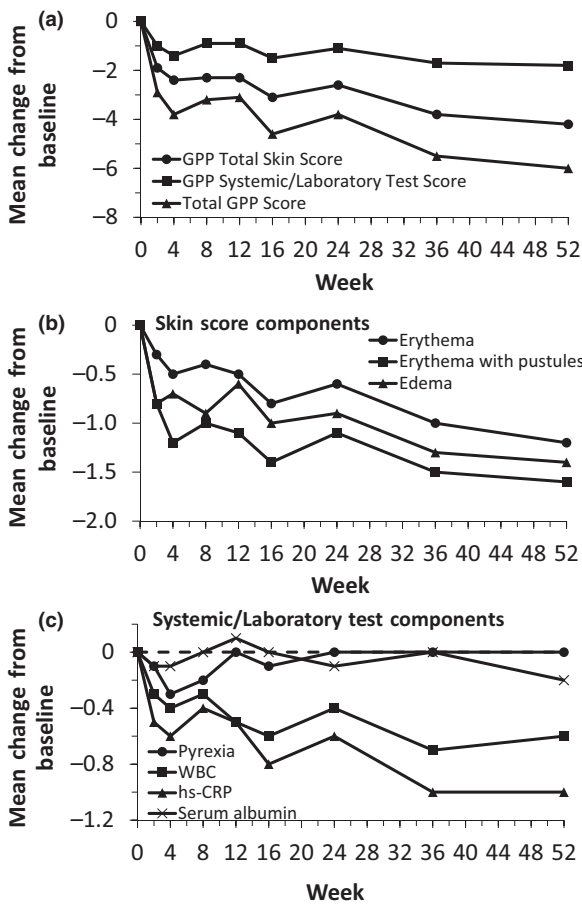 (a)
Mean change from
baseline
0
−2
−4
−6
−8
GPP Total Skin Score
GPP Systemic/Laboratory Test Score
Total GPP Score
0 4 8 12 16 20 24 28 32 36 40 44 48 52
Week
(b)
Skin score components
Mean change from
baseline
0
−0.5
−1.0
−1.5
−2.0
Erythema
Erythema with pustules
Edema
0 4 8 12 16 20 24 28 32 36 40 44 48 52
Week
(c)
Systemic/Laboratory test components
Mean change from
baseline
0
−0.4
−0.8
−1.2
Pyrexia
WBC
hs-CRP
Serum albumin
0 4 8 12 16 20 24 28 32 36 40 44 48 52
Week